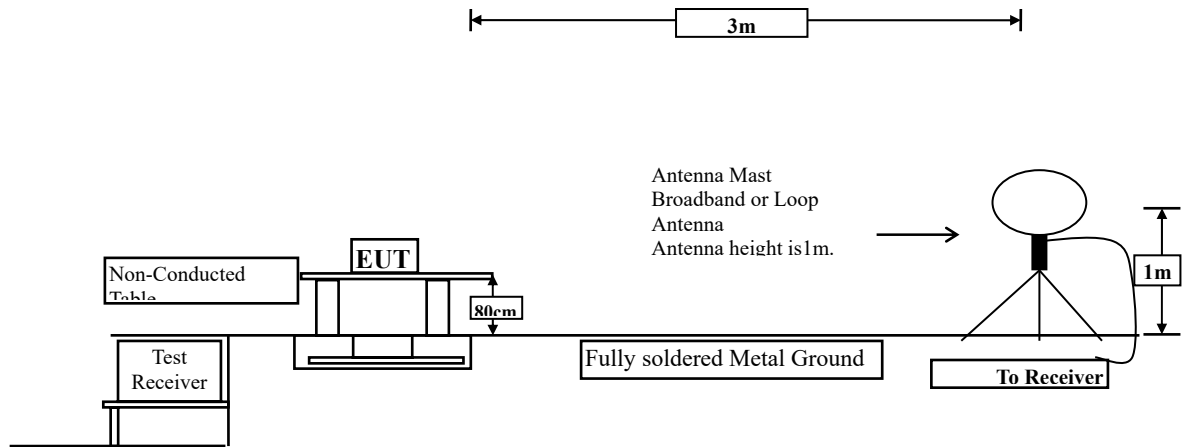 3m
Antenna Mast
Broadband or Loop
Antenna
Antenna height is1m.
EUT
Non-Conducted
Table
80cm
1m
Test
Receiver
Fully soldered Metal Ground
To Receiver